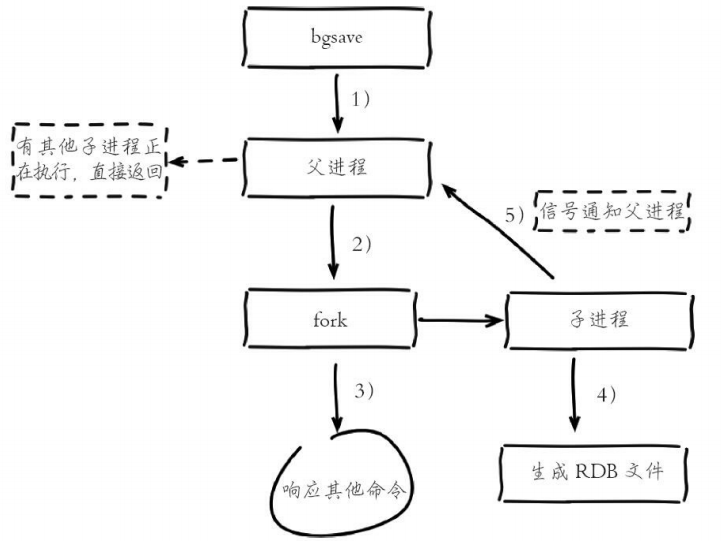 bgsave
1)
有其他子进程正
在执行，直接返回
父进程
5)
信号通知父进程
2)
fork
子进程
3)
4)
响应其他命令
生成 RDB 文件